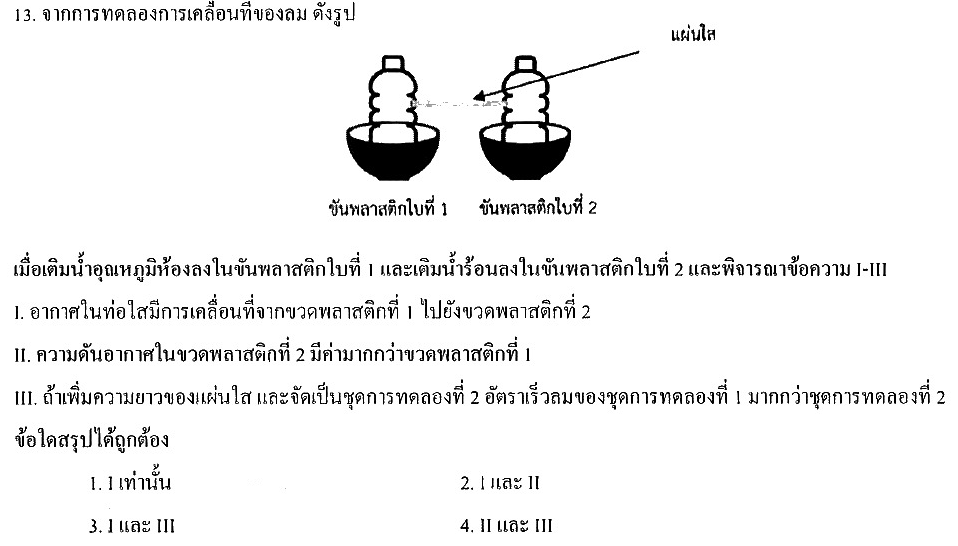 13. จากการทดลองการเคลื่อนที่ของลม ดังรูป
แผ่นใส
ขันพลาสติกใบที่ 1 ขันพลาสติกใบที่ 2
เมื่อเติมน้ำอุณหภูมิห้องลงในขันพลาสติกใบที่ 1 และเติมน้ำร้อนลงในขันพลาสติกใบที่ 2 และพิจารณาข้อความ I-III
I. อากาศในท่อใสมีการเคลื่อนที่จากขวดพลาสติกที่ 1 ไปยังขวดพลาสติกที่ 2
II. ความดันอากาศในขวดพลาสติกที่ 2 มีค่ามากกว่าขวดพลาสติกที่ 1
III. ถ้าเพิ่มความยาวของแผ่นใส และจัดเป็นชุดการทดลองที่ 2 อัตราเร็วลมของชุดการทดลองที่ 1 มากกว่าชุดการทดลองที่ 2
ข้อใดสรุปได้ถูกต้อง
1. I เท่านั้น 2. I และ II
3. I และ III 4. II และ III